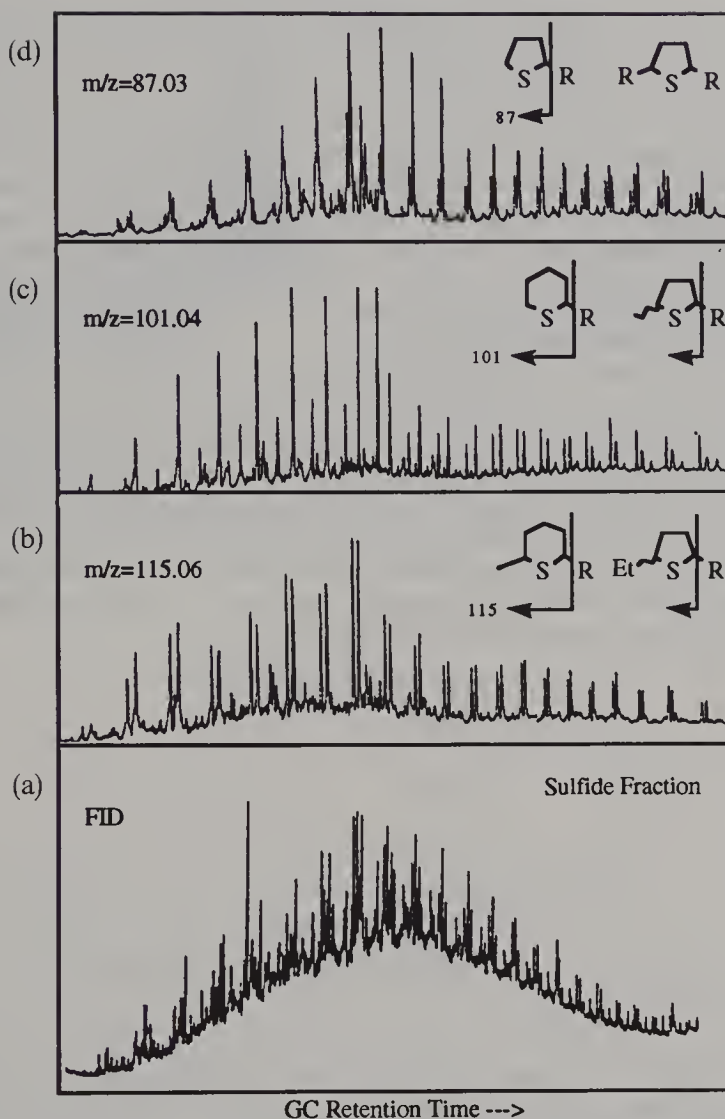 (d)
m/z=87.03
S R
R S R
87
(c)
m/z=101.04
S R
S R
101
(b)
m/z=115.06
S R
Et S R
115
(a)
Sulfide Fraction
FID
GC Retention Time --->